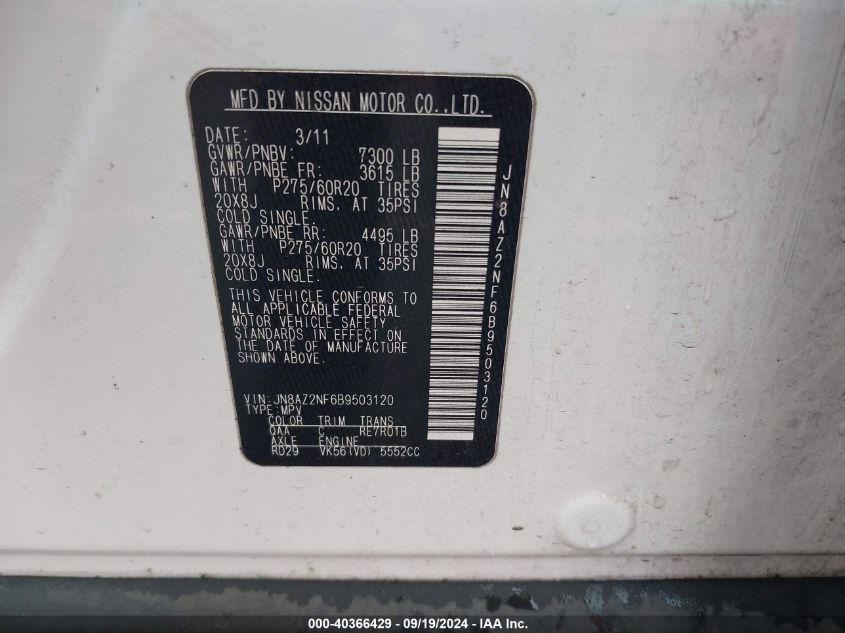 MFD BY NISSAN MOTOR CO.,LTD.
DATE: 3/11
GVWR/PNBV: 7300 LB
GAWR/PNBE FR: 3615 LB
WITH P275/60R20 TIRES
20X8J RIMS. AT 35PSI
COLD SINGLE.
GAWR/PNBE RR: 4495 LB
WITH P275/60R20 TIRES
20X8J RIMS. AT 35PSI
COLD SINGLE.
THIS VEHICLE CONFORMS TO
ALL APPLICABLE FEDERAL
MOTOR VEHICLE SAFETY
STANDARDS IN EFFECT ON
THE DATE OF MANUFACTURE
SHOWN ABOVE.
VIN:JN8AZ2NF6B9503120
TYPE:MPV
COLOR TRIM TRANS
QAA C RE7R01B
AXLE ENGINE
RD29 VK56(VD) 5552CC
JN8AZ2NF6B9503120
000-40366429 - 09/19/2024 - IAA Inc.